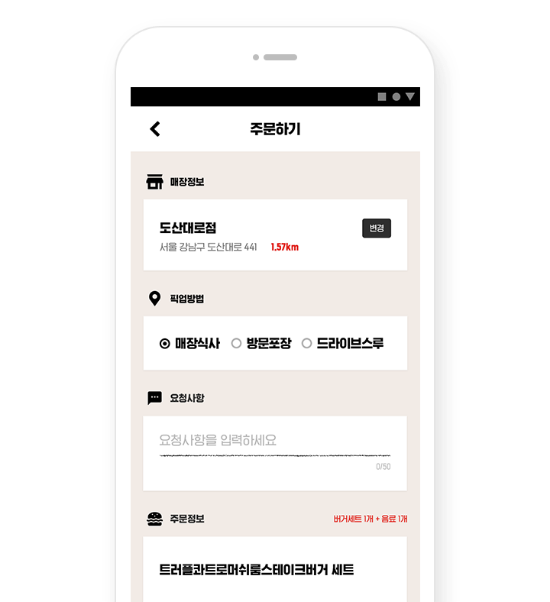 주문하기
매장정보
도산대로점
변경
서울 강남구 도산대로 441 1.57km
픽업방법
매장식사 방문포장 드라이브스루
요청사항
요청사항을 입력하세요
0/50
주문정보 버거세트 1개 + 음료 1개
트러플콰트로머쉬룸스테이크버거 세트